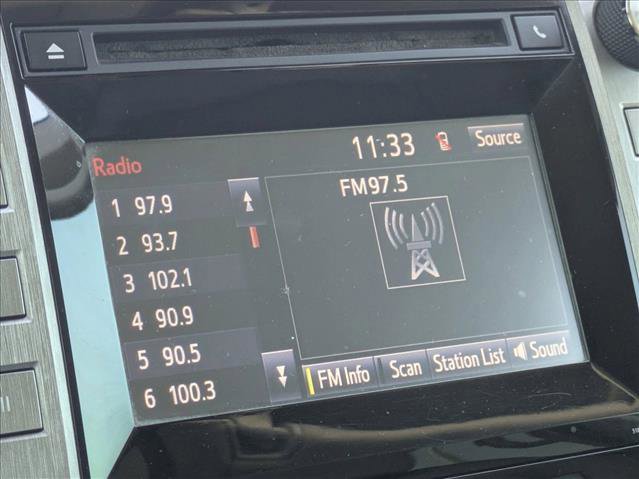 11:33
Source
Radio
FM97.5
1 97.9
2 93.7
3 102.1
4 90.9
5 90.5
6 100.3
FM Info
Scan
Station List
Sound